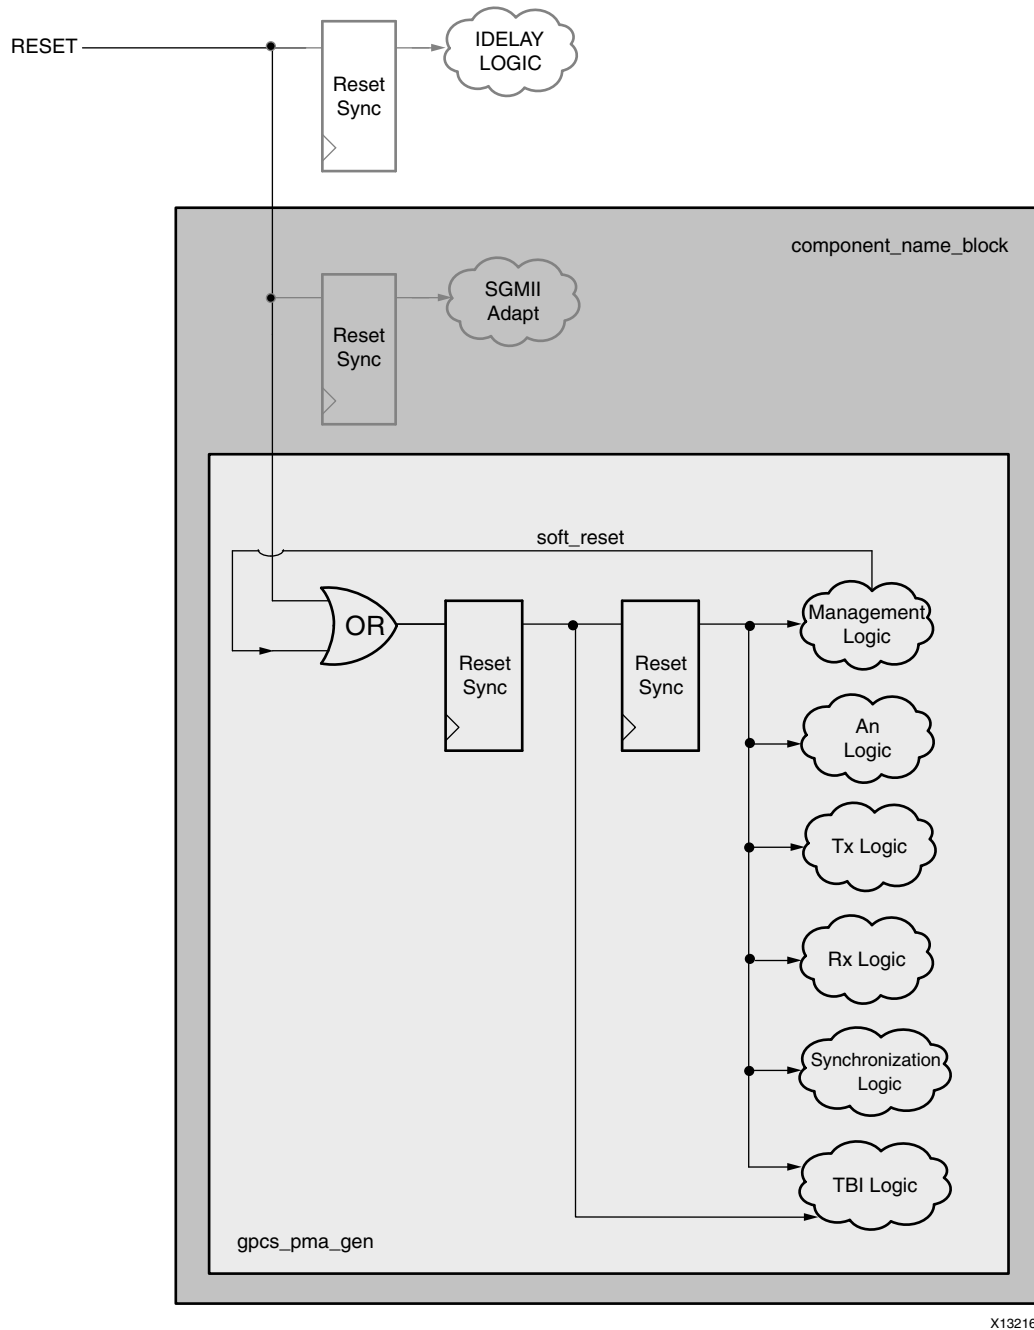 RESET
Reset
Sync
IDELAY
LOGIC
component_name_block
Reset
Sync
SGMII
Adapt
soft_reset
OR
Reset
Sync
Reset
Sync
Management
Logic
An
Logic
Tx Logic
Rx Logic
Synchronization
Logic
TBI Logic
gpcs_pma_gen
X13216